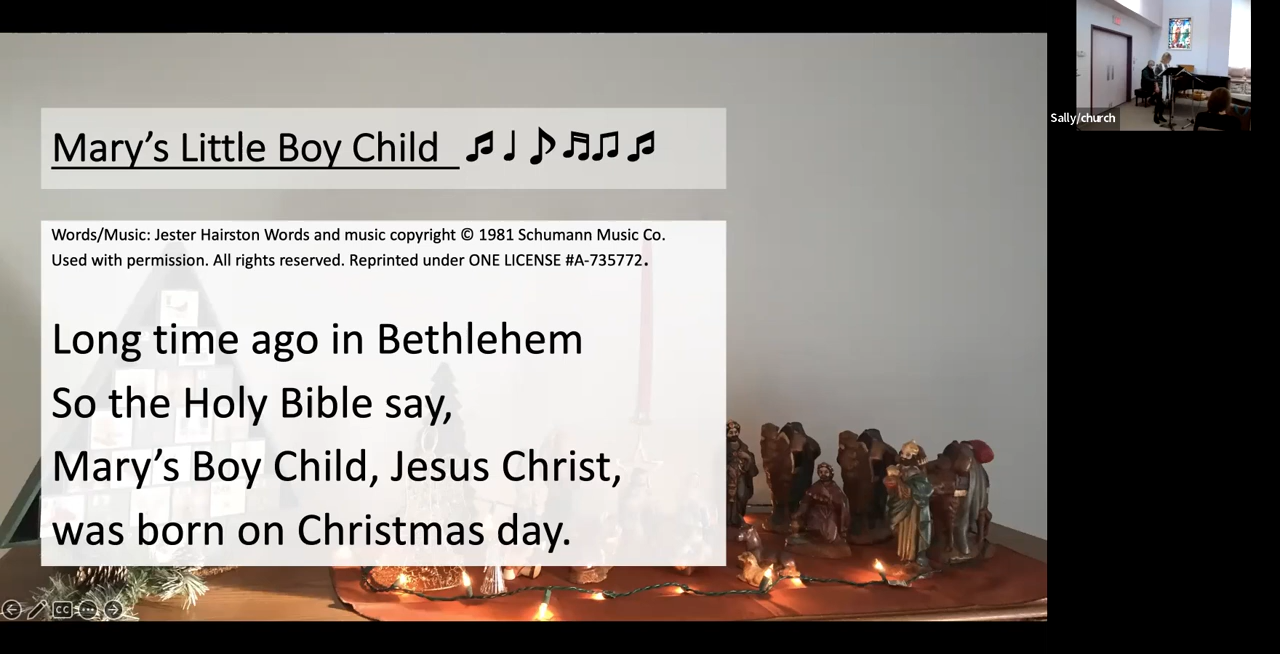 Mary’s Little Boy Child
Words/Music: Jester Hairston Words and music copyright © 1981 Schumann Music Co.
Used with permission. All rights reserved. Reprinted under ONE LICENSE #A-735772.
Long time ago in Bethlehem
So the Holy Bible say,
Mary’s Boy Child, Jesus Christ,
was born on Christmas day.
Sally/church
CC